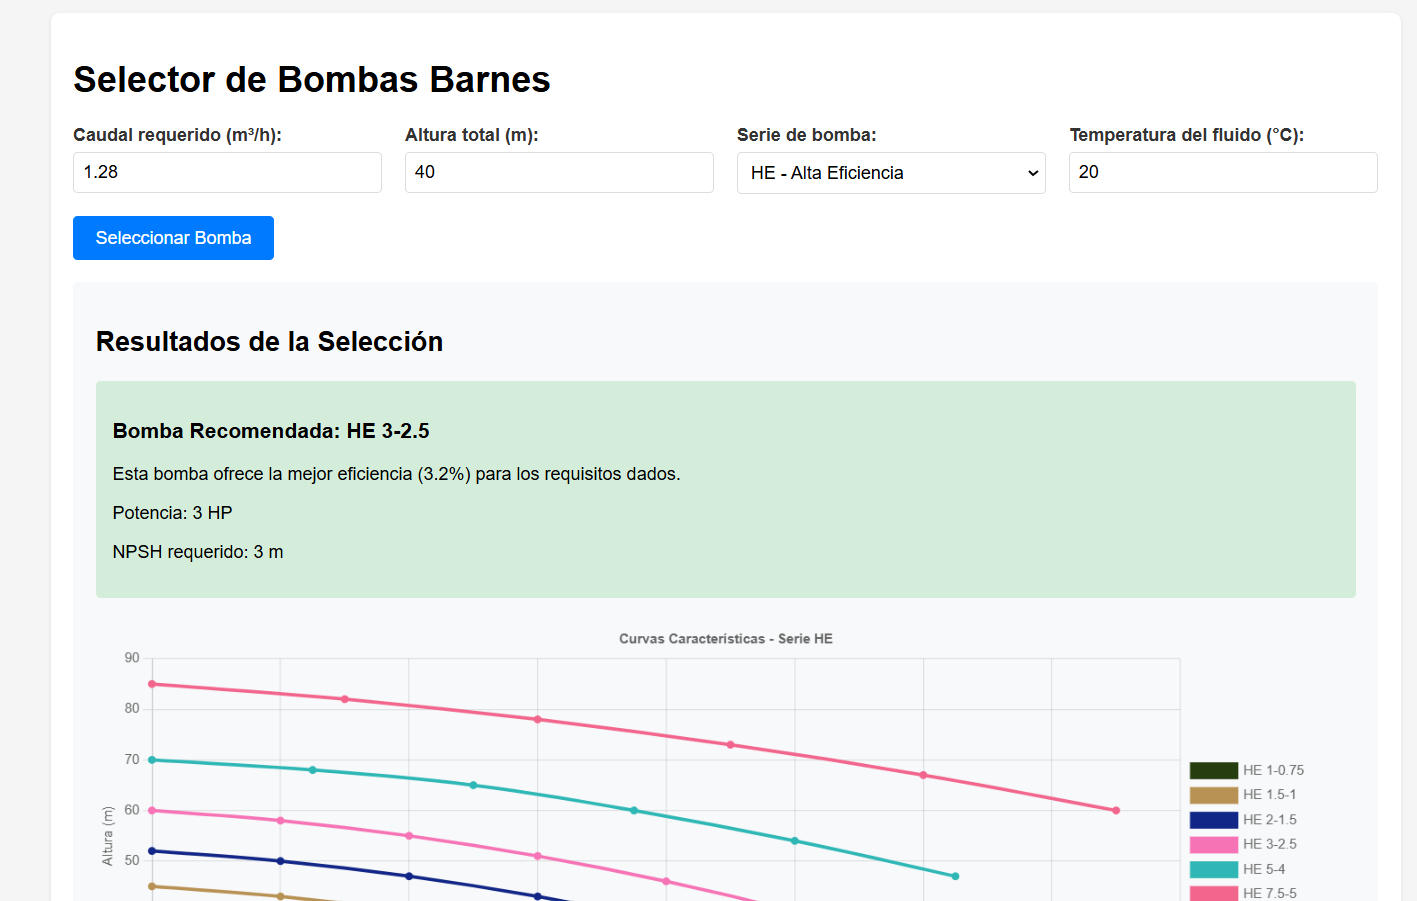 Selector de Bombas Barnes
Caudal requerido (m³/h): Altura total (m): Serie de bomba: Temperatura del fluido (°C):
1.28 40 HE - Alta Eficiencia 20
Seleccionar Bomba
Resultados de la Selección
Bomba Recomendada: HE 3-2.5
Esta bomba ofrece la mejor eficiencia (3.2%) para los requisitos dados.
Potencia: 3 HP
NPSH requerido: 3 m
Curvas Características - Serie HE
90
80
70
60
50
Altura (m)
HE 1-0.75
HE 1.5-1
HE 2-1.5
HE 3-2.5
HE 5-4
HE 7.5-5